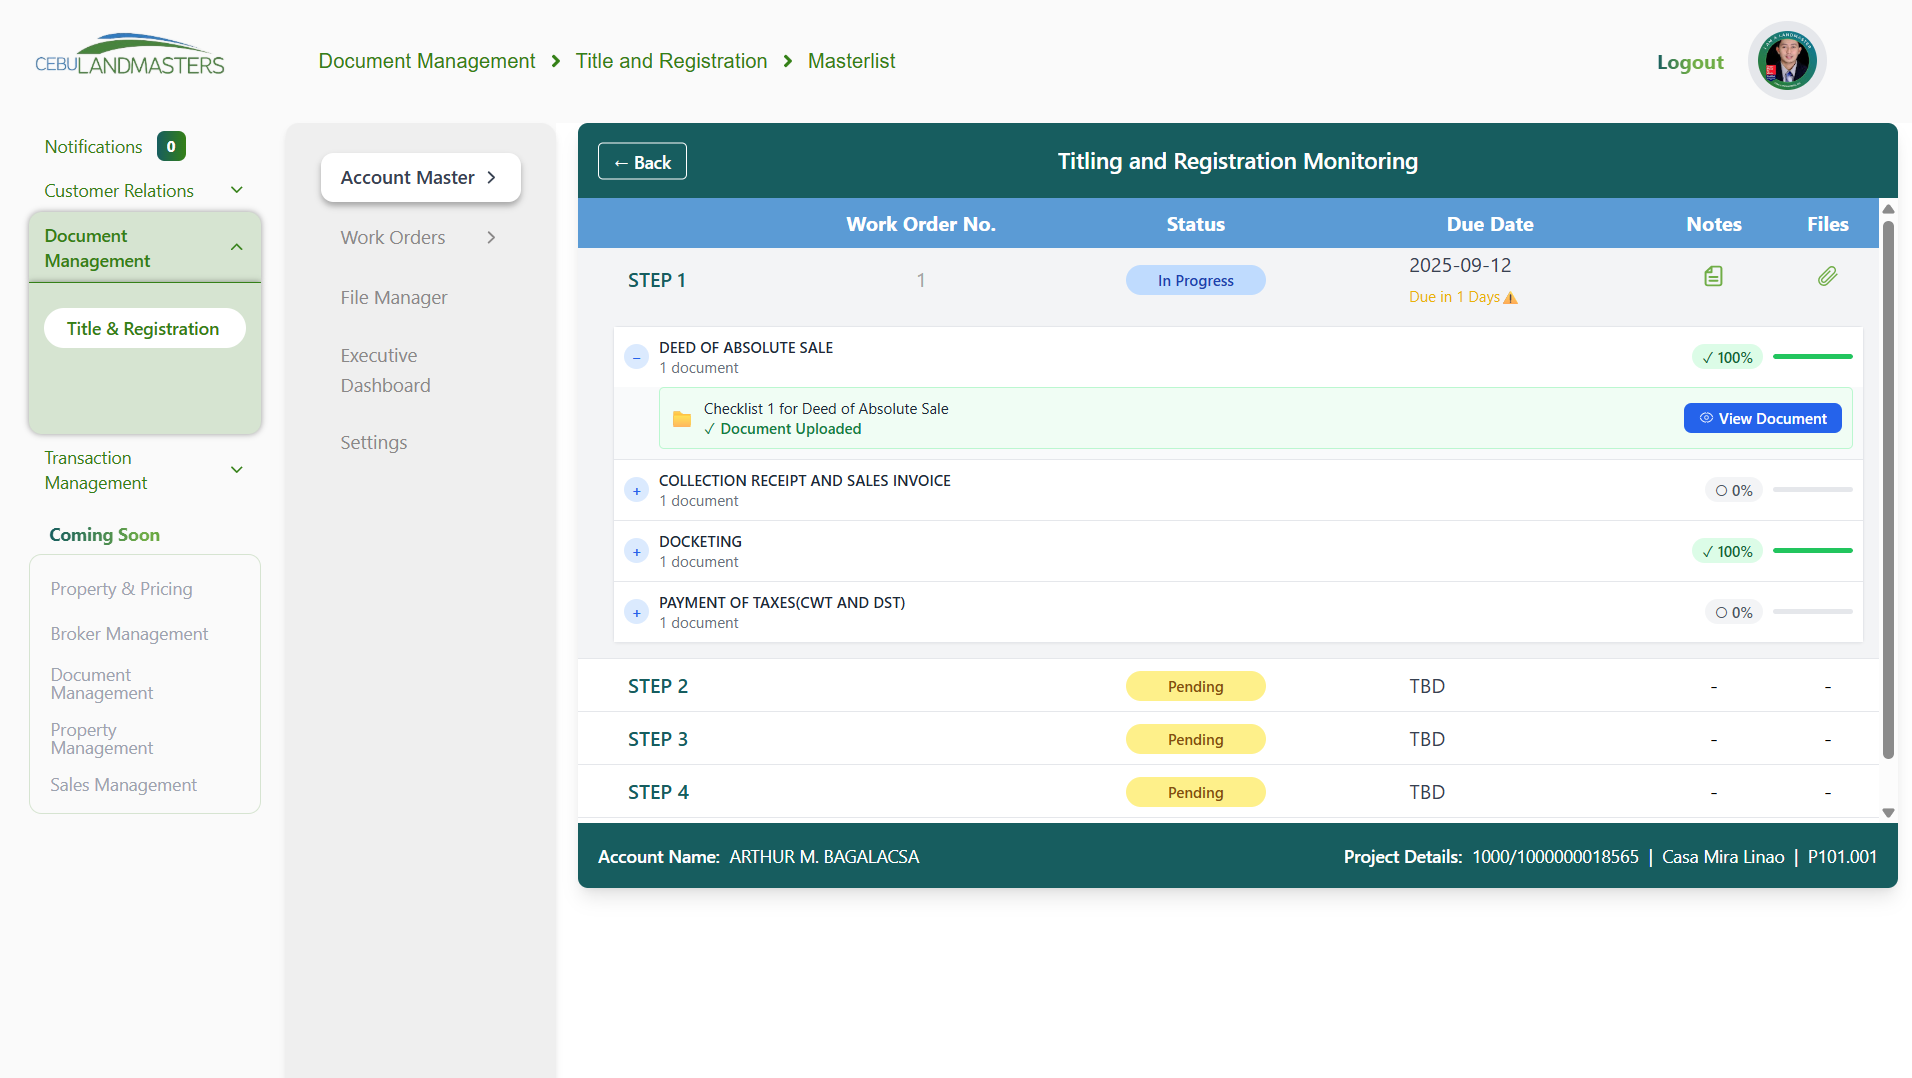 CEBULANDMASTERS
Document Management > Title and Registration > Masterlist
Logout
Notifications 0
Customer Relations
Document
Management
Title & Registration
Transaction
Management
Coming Soon
Property & Pricing
Broker Management
Document
Management
Property
Management
Sales Management
Account Master
Work Orders
File Manager
Executive
Dashboard
Settings
← Back
Titling and Registration Monitoring
Work Order No. Status Due Date Notes Files
STEP 1 1 In Progress 2025-09-12
Due in 1 Days
DEED OF ABSOLUTE SALE
1 document
✓ 100%
Checklist 1 for Deed of Absolute Sale
✓ Document Uploaded
View Document
COLLECTION RECEIPT AND SALES INVOICE
1 document
○ 0%
DOCKETING
1 document
✓ 100%
PAYMENT OF TAXES(CWT AND DST)
1 document
○ 0%
STEP 2 Pending TBD - -
STEP 3 Pending TBD - -
STEP 4 Pending TBD - -
Account Name: ARTHUR M. BAGALACSA
Project Details: 1000/1000000018565 | Casa Mira Linao | P101.001